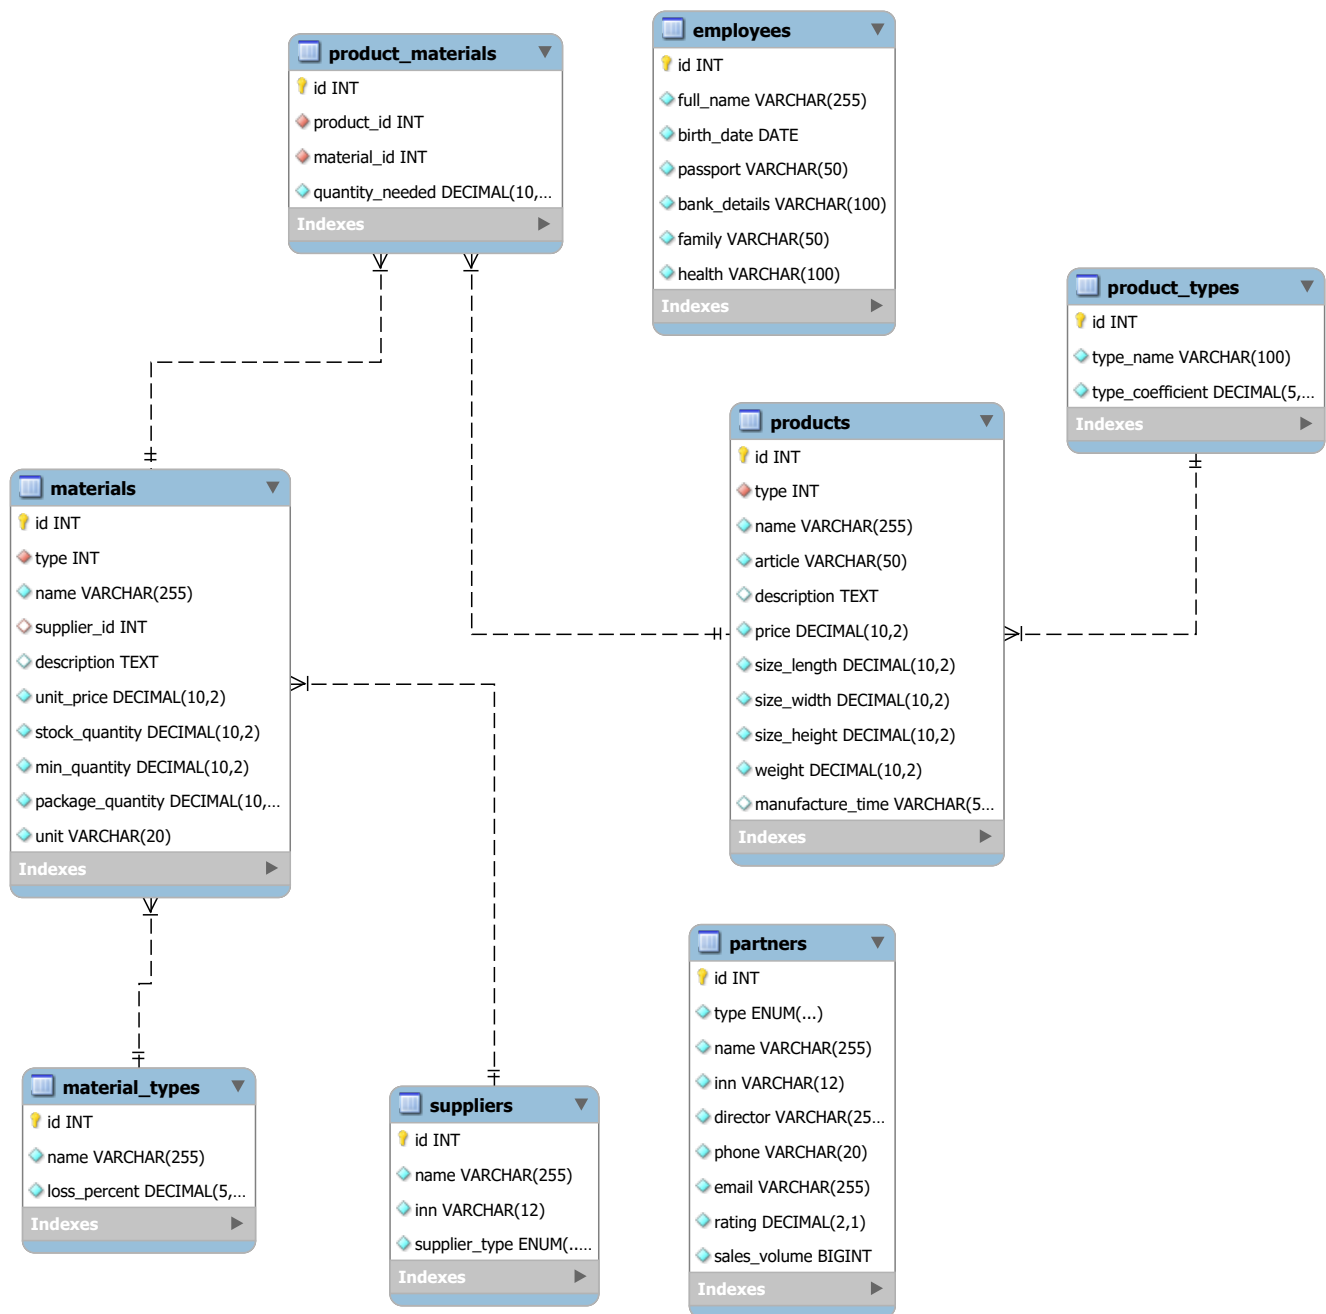 product_materials
id INT
product_id INT
material_id INT
quantity_needed DECIMAL(10,...
Indexes
employees
id INT
full_name VARCHAR(255)
birth_date DATE
passport VARCHAR(50)
bank_details VARCHAR(100)
family VARCHAR(50)
health VARCHAR(100)
Indexes
product_types
id INT
type_name VARCHAR(100)
type_coefficient DECIMAL(5,...
Indexes
products
id INT
type INT
name VARCHAR(255)
article VARCHAR(50)
description TEXT
price DECIMAL(10,2)
size_length DECIMAL(10,2)
size_width DECIMAL(10,2)
size_height DECIMAL(10,2)
weight DECIMAL(10,2)
manufacture_time VARCHAR(5...
Indexes
materials
id INT
type INT
name VARCHAR(255)
supplier_id INT
description TEXT
unit_price DECIMAL(10,2)
stock_quantity DECIMAL(10,2)
min_quantity DECIMAL(10,2)
package_quantity DECIMAL(10,...
unit VARCHAR(20)
Indexes
partners
id INT
type ENUM(...)
name VARCHAR(255)
inn VARCHAR(12)
director VARCHAR(25...
phone VARCHAR(20)
email VARCHAR(255)
rating DECIMAL(2,1)
sales_volume BIGINT
Indexes
material_types
id INT
name VARCHAR(255)
loss_percent DECIMAL(5,...
Indexes
suppliers
id INT
name VARCHAR(255)
inn VARCHAR(12)
supplier_type ENUM(.....
Indexes